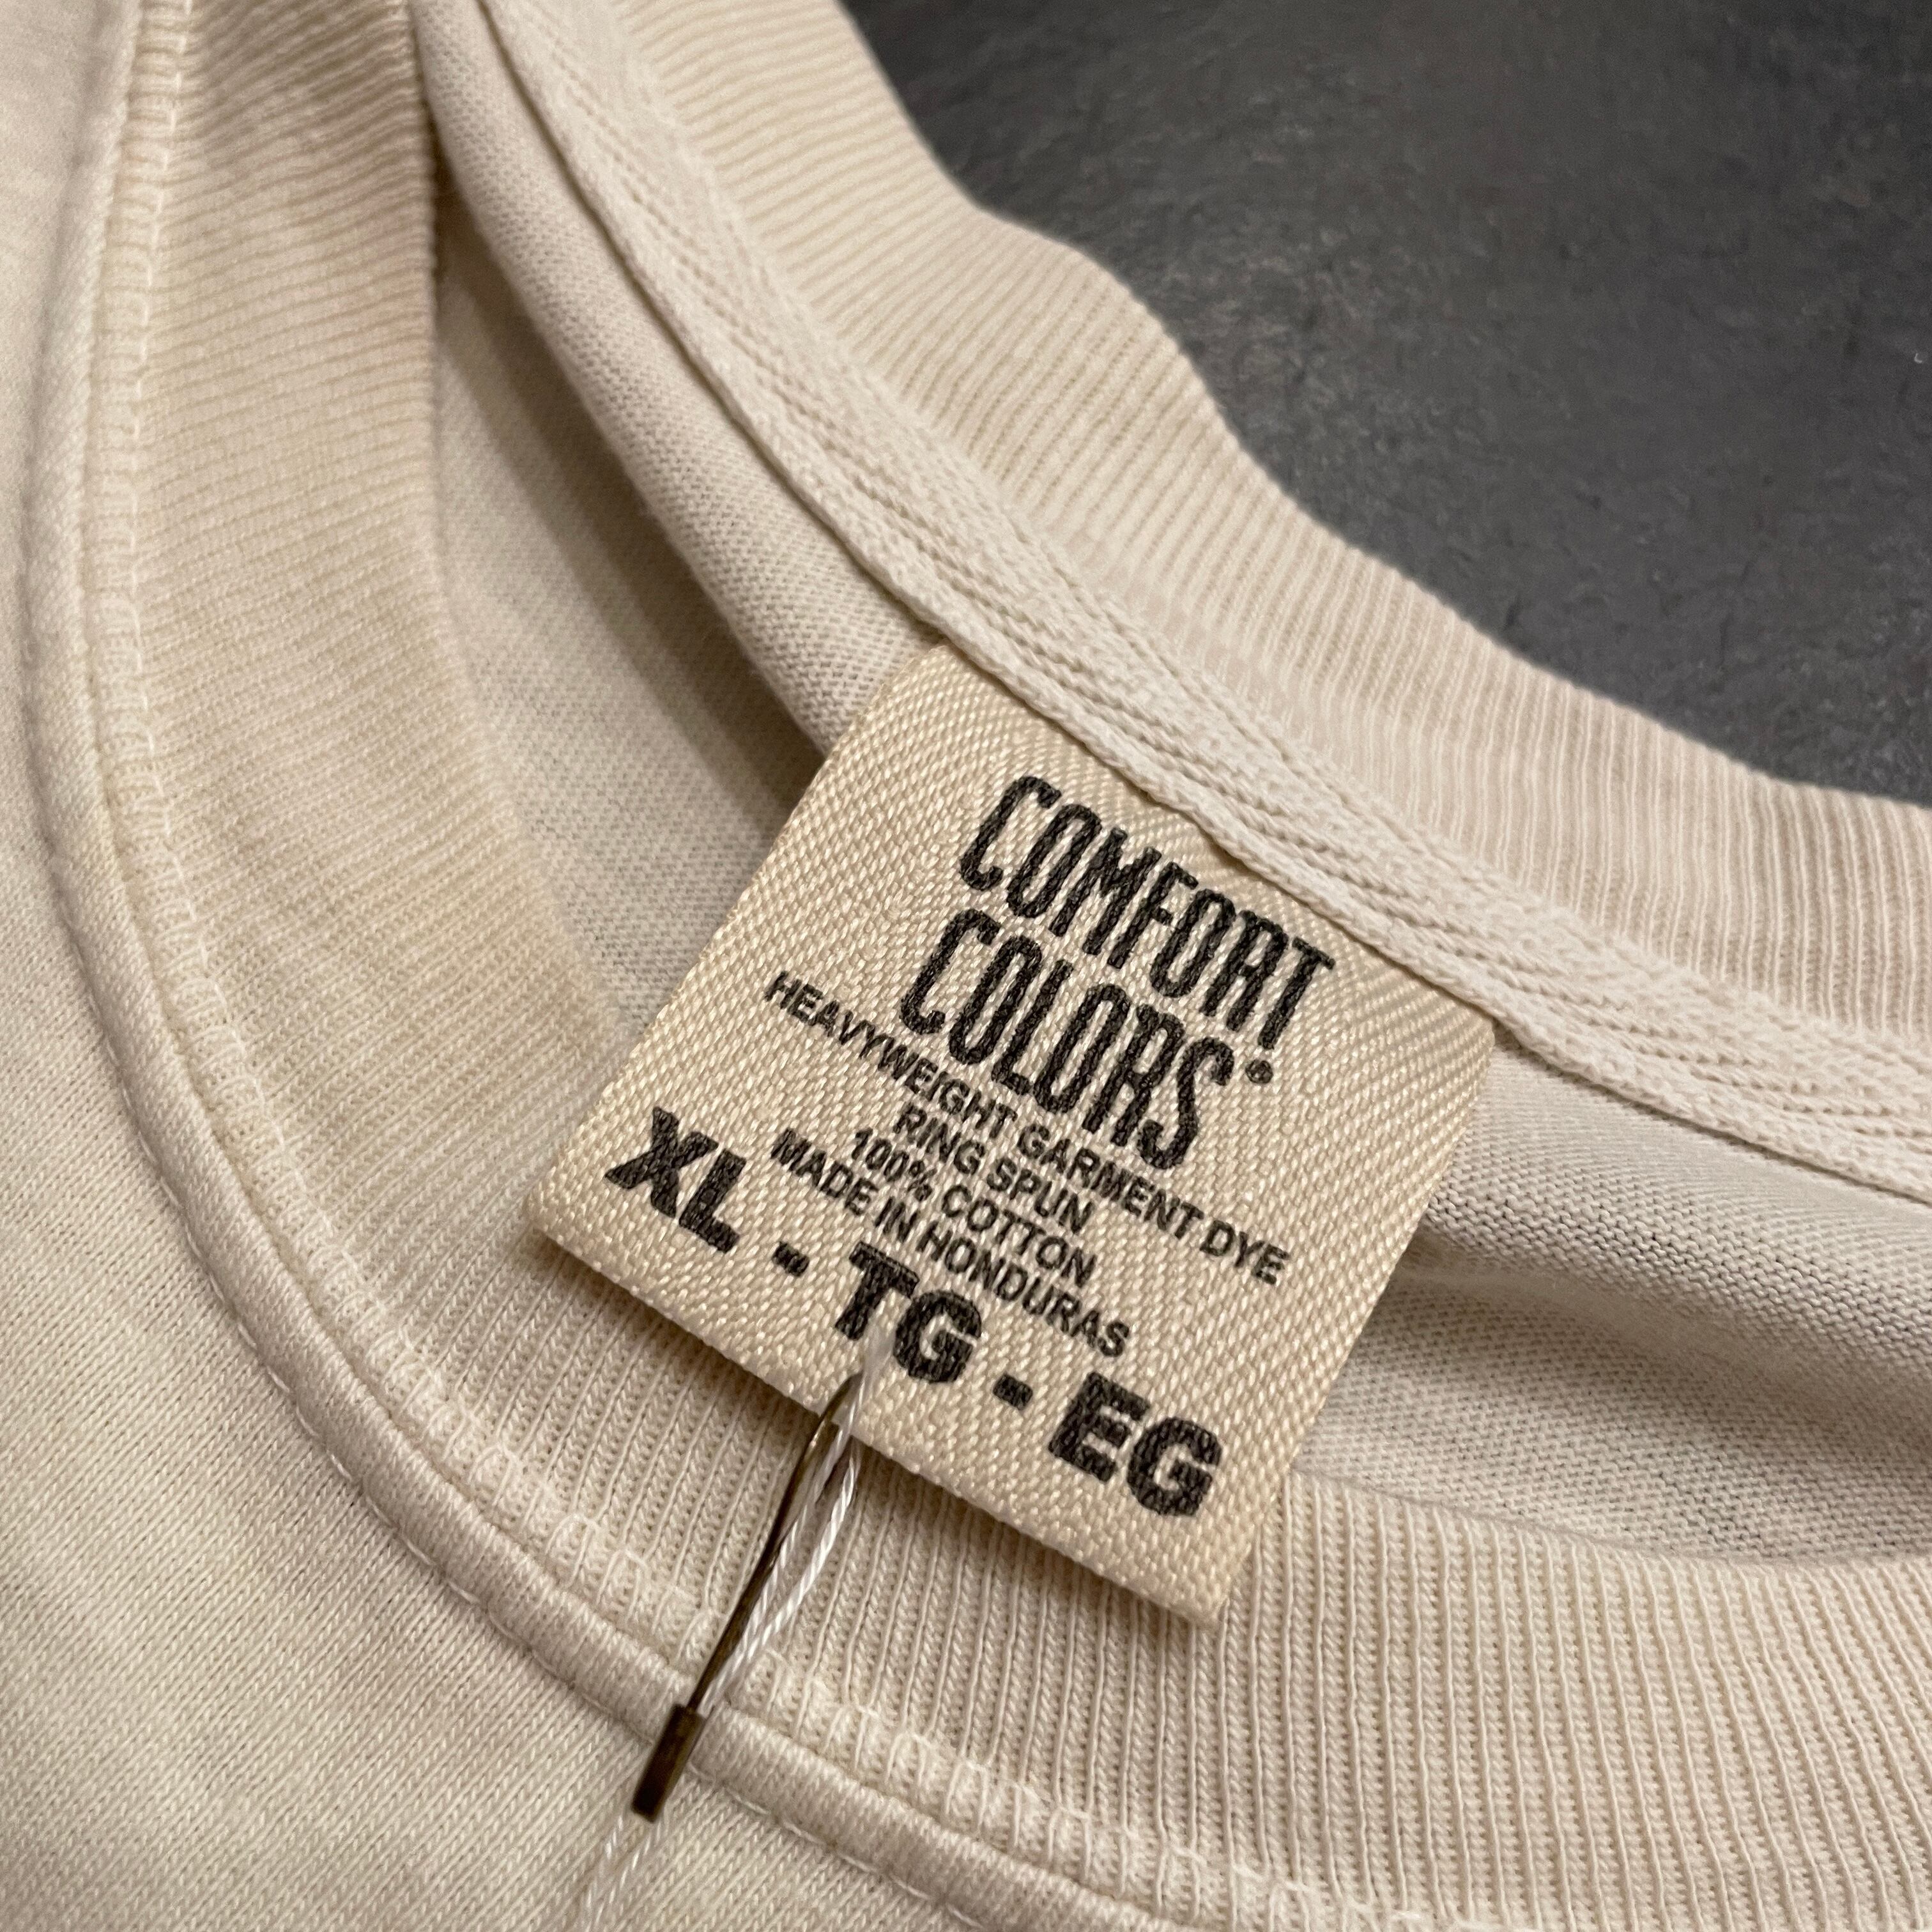 COMFORT
COLORS®
HEAVYWEIGHT GARMENT DYE
RING SPUN
100% COTTON
MADE IN HONDURAS
XL - TG - EG